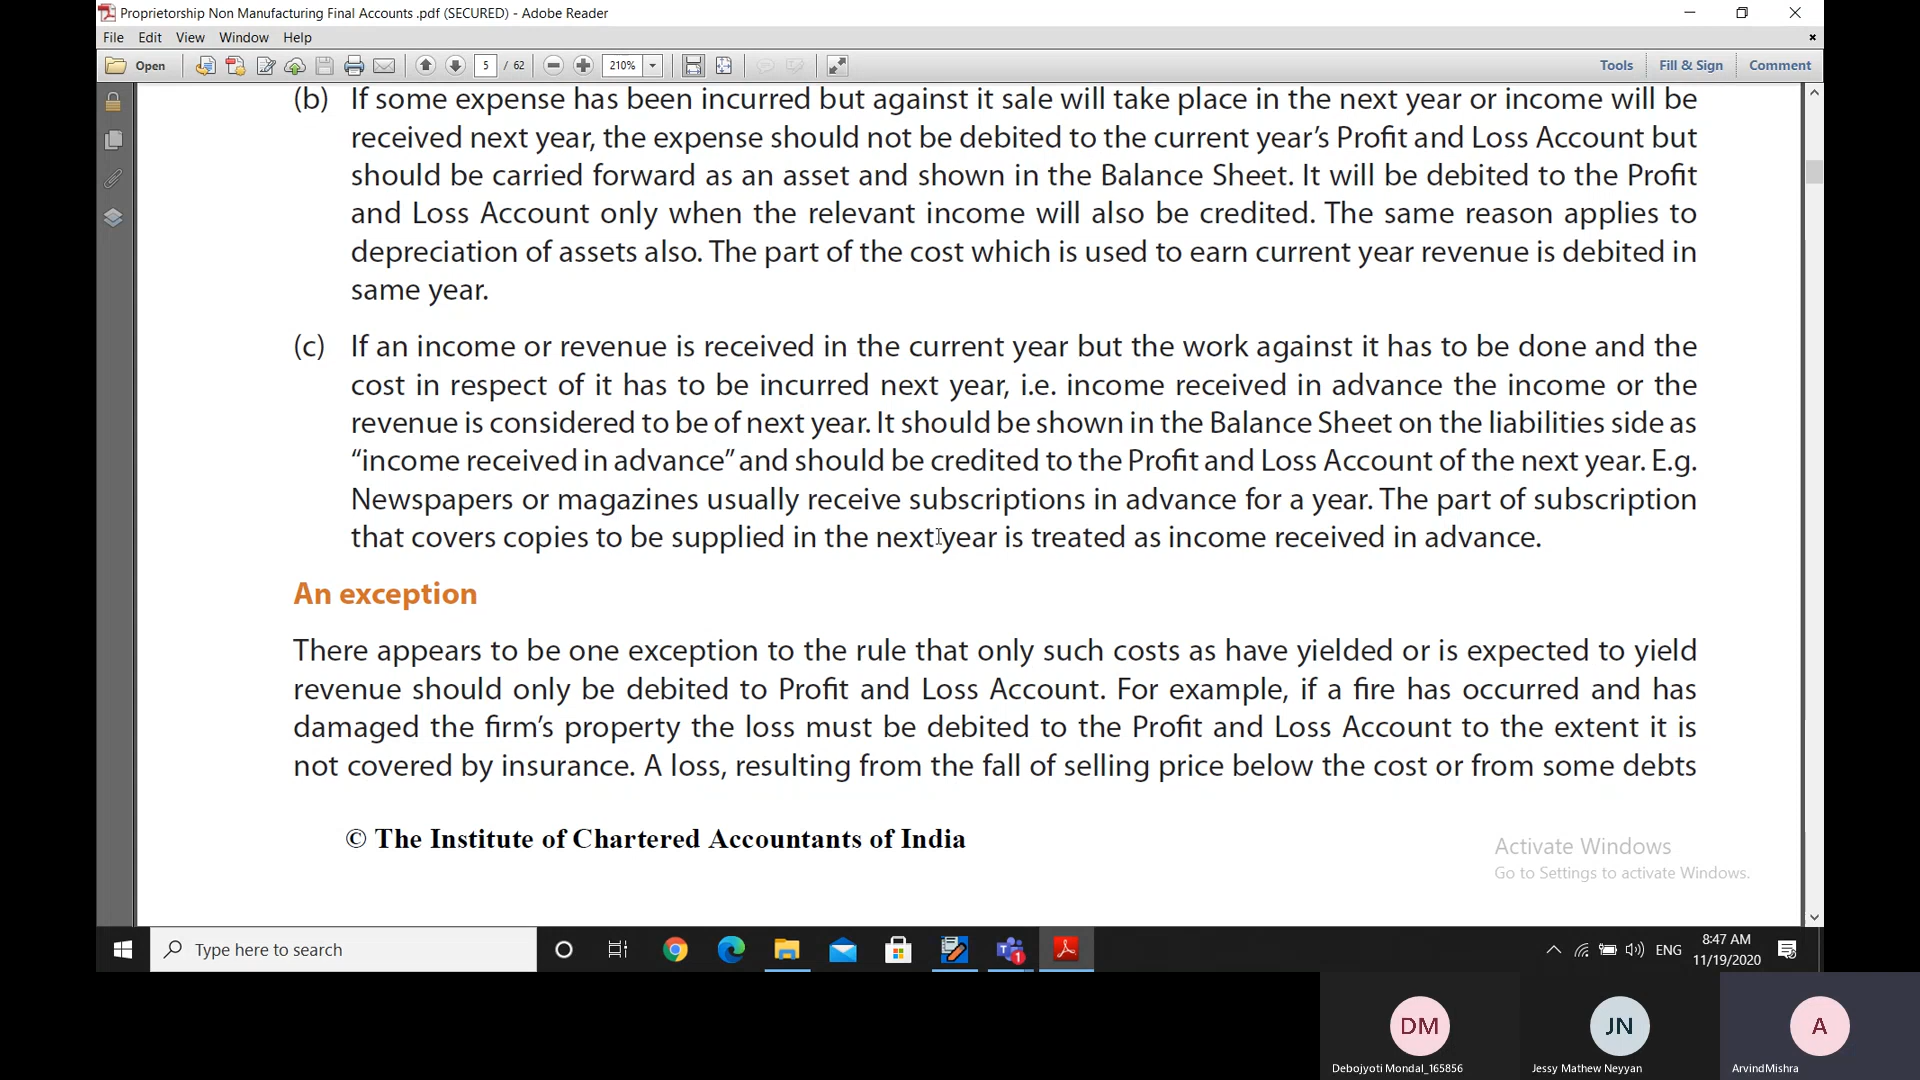 Proprietorship Non Manufacturing Final Accounts .pdf (SECURED) - Adobe Reader
File Edit View Window Help
Open 5 / 62 210% Tools Fill & Sign Comment
(b) If some expense has been incurred but against it sale will take place in the next year or income will be
received next year, the expense should not be debited to the current year’s Profit and Loss Account but
should be carried forward as an asset and shown in the Balance Sheet. It will be debited to the Profit
and Loss Account only when the relevant income will also be credited. The same reason applies to
depreciation of assets also. The part of the cost which is used to earn current year revenue is debited in
same year.
(c) If an income or revenue is received in the current year but the work against it has to be done and the
cost in respect of it has to be incurred next year, i.e. income received in advance the income or the
revenue is considered to be of next year. It should be shown in the Balance Sheet on the liabilities side as
“income received in advance” and should be credited to the Profit and Loss Account of the next year. E.g.
Newspapers or magazines usually receive subscriptions in advance for a year. The part of subscription
that covers copies to be supplied in the next year is treated as income received in advance.
An exception
There appears to be one exception to the rule that only such costs as have yielded or is expected to yield
revenue should only be debited to Profit and Loss Account. For example, if a fire has occurred and has
damaged the firm’s property the loss must be debited to the Profit and Loss Account to the extent it is
not covered by insurance. A loss, resulting from the fall of selling price below the cost or from some debts
© The Institute of Chartered Accountants of India
Activate Windows
Go to Settings to activate Windows.
Type here to search
1
ENG
8:47 AM
11/19/2020
DM
JN
A
Debojyoti Mondal_165856
Jessy Mathew Neyyan
ArvindMishra